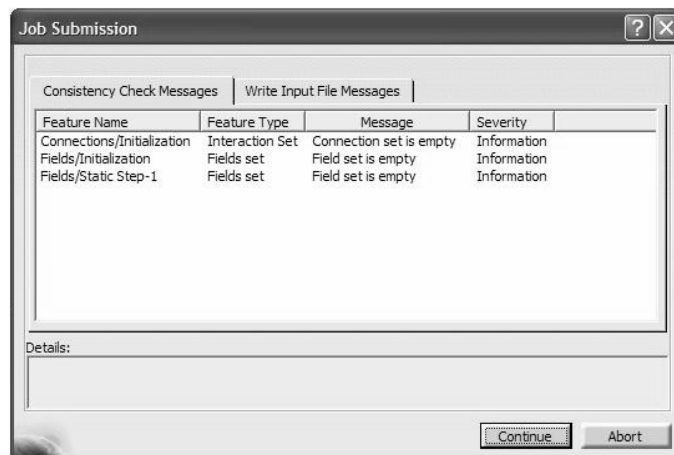 Job Submission
Consistency Check Messages Write Input File Messages
Feature Name Feature Type Message Severity
Connections/Initialization Interaction Set Connection set is empty Information
Fields/Initialization Fields set Field set is empty Information
Fields/Static Step-1 Fields set Field set is empty Information
Details:
Continue Abort